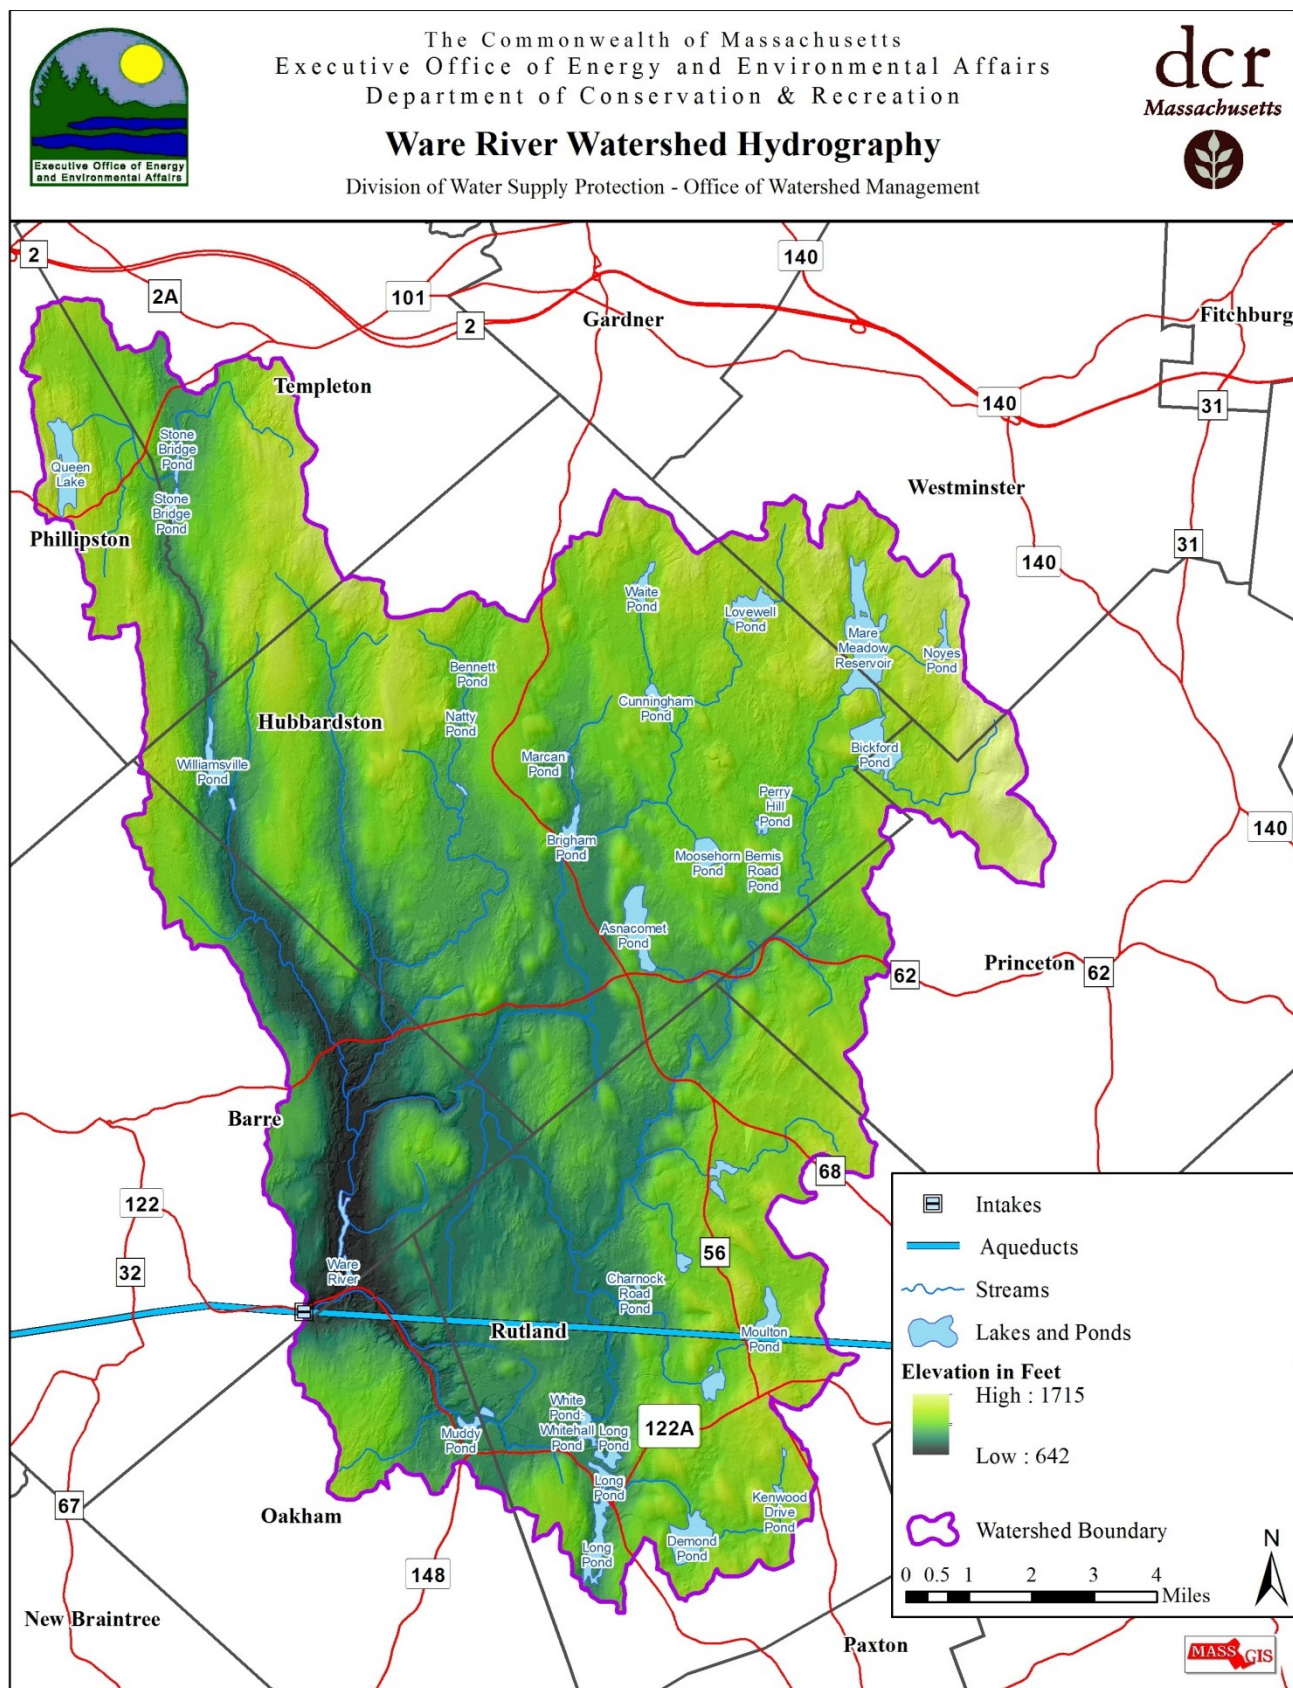 The Commonwealth of Massachusetts
Executive Office of Energy and Environmental Affairs
Department of Conservation & Recreation
Ware River Watershed Hydrography
Division of Water Supply Protection - Office of Watershed Management
Executive Office of Energy
and Environmental Affairs
dcr
Massachusetts
2
2A
101
2
140
Gardner
Fitchburg
Templeton
140
31
Stone
Bridge
Pond
Queen
Lake
Stone
Bridge
Pond
Westminster
Phillipston
31
140
Waite
Pond
Lovewell
Pond
Mare
Meadow
Reservoir
Noyes
Pond
Bennett
Pond
Cunningham
Pond
Hubbardston
Natty
Pond
Bickford
Pond
Marcan
Pond
Williamsville
Pond
Perry
Hill
Pond
140
Brigham
Pond
Moosehorn
Pond
Bemis
Road
Pond
Asnacomet
Pond
Princeton
62
62
Barre
68
122
56
32
Ware
River
Charnock
Road
Pond
Rutland
Moulton
Pond
White
Pond;
Whitehall
Pond
Long
Pond
122A
Muddy
Pond
Long
Pond
Kenwood
Drive
Pond
67
Oakham
Demond
Pond
Long
Pond
148
New Braintree
Paxton
Intakes
Aqueducts
Streams
Lakes and Ponds
Elevation in Feet
High : 1715
Low : 642
Watershed Boundary
N
0 0.5 1 2 3 4
Miles
MASS GIS